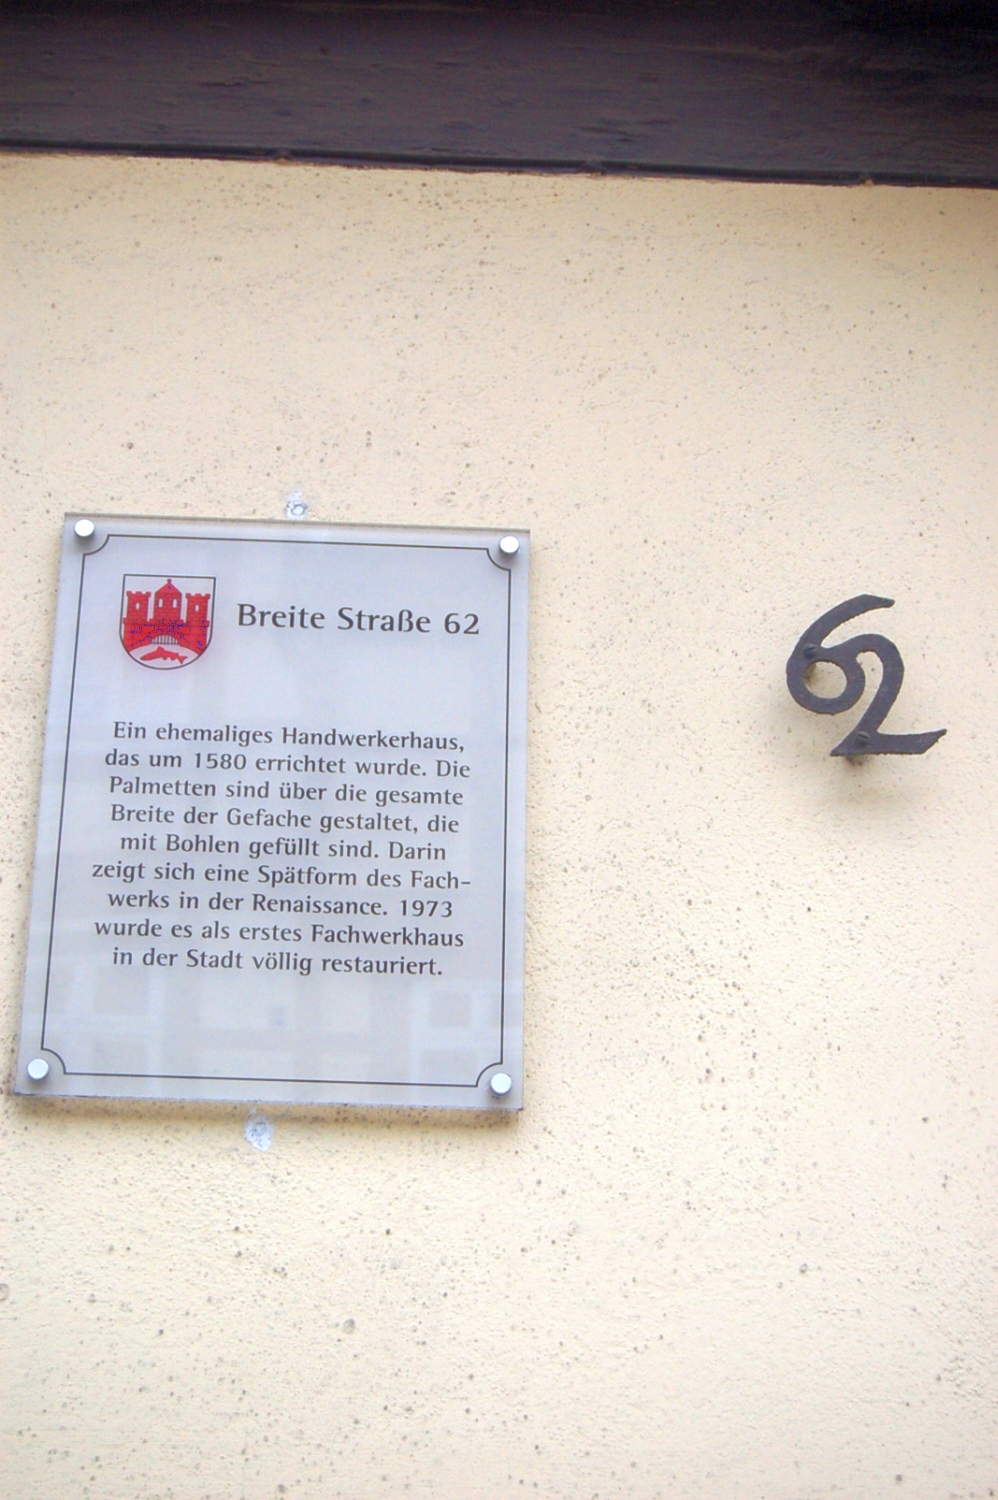 Breite Straße 62
62
Ein ehemaliges Handwerkerhaus,
das um 1580 errichtet wurde. Die
Palmetten sind über die gesamte
Breite der Gefache gestaltet, die
mit Bohlen gefüllt sind. Darin
zeigt sich eine Spätform des Fach-
werks in der Renaissance. 1973
wurde es als erstes Fachwerkhaus
in der Stadt völlig restauriert.